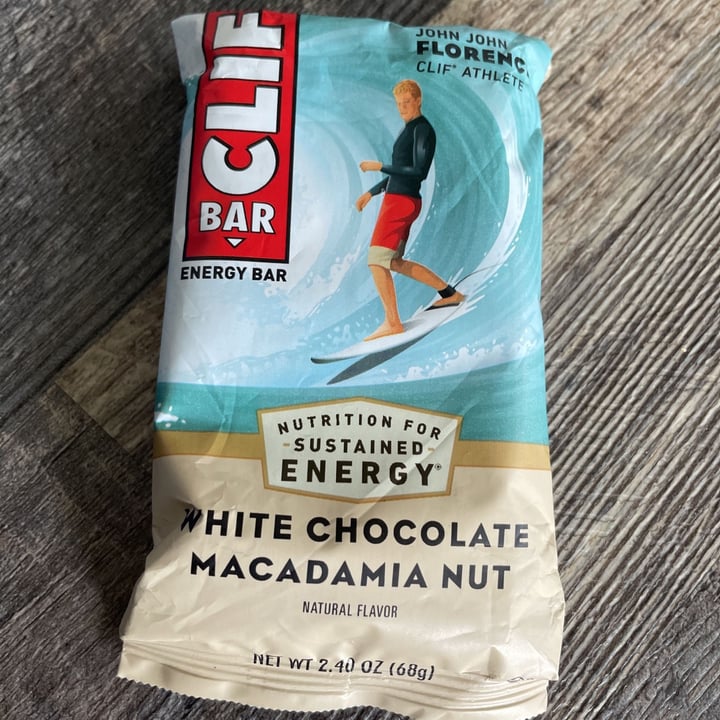 CLIF
BAR
ENERGY BAR
JOHN JOHN
FLORENC
CLIF® ATHLETE
NUTRITION FOR
-SUSTAINED-
ENERGY®
WHITE CHOCOLATE
MACADAMIA NUT
NATURAL FLAVOR
NET WT 2.40 OZ (68g)